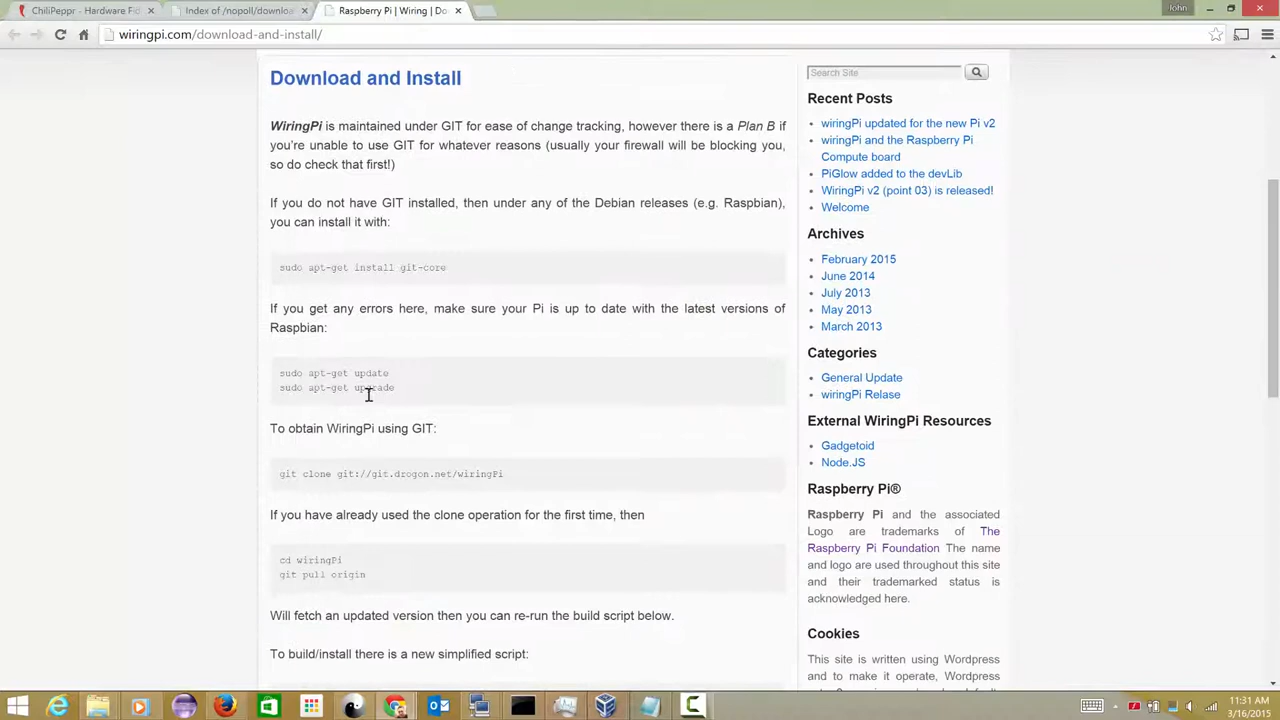 ChiliPeppr - Hardware Fid
Index of /nopoll/download
Raspberry Pi | Wiring | Do
John
wiringpi.com/download-and-install/
Download and Install
WiringPi is maintained under GIT for ease of change tracking, however there is a Plan B if
you're unable to use GIT for whatever reasons (usually your firewall will be blocking you,
so do check that first!)
If you do not have GIT installed, then under any of the Debian releases (e.g. Raspbian),
you can install it with:
sudo apt-get install git-core
If you get any errors here, make sure your Pi is up to date with the latest versions of
Raspbian:
sudo apt-get update
sudo apt-get upgrade
To obtain WiringPi using GIT:
git clone git://git.drogon.net/wiringPi
If you have already used the clone operation for the first time, then
cd wiringPi
git pull origin
Will fetch an updated version then you can re-run the build script below.
To build/install there is a new simplified script:
Search Site
Recent Posts
wiringPi updated for the new Pi v2
wiringPi and the Raspberry Pi
Compute board
PiGlow added to the devLib
WiringPi v2 (point 03) is released!
Welcome
Archives
February 2015
June 2014
July 2013
May 2013
March 2013
Categories
General Update
wiringPi Relase
External WiringPi Resources
Gadgetoid
Node.JS
Raspberry Pi®
Raspberry Pi and the associated
Logo are trademarks of The
Raspberry Pi Foundation The name
and logo are used throughout this site
and their trademarked status is
acknowledged here.
Cookies
This site is written using Wordpress
and to make it operate, Wordpress
11:31 AM
3/16/2015